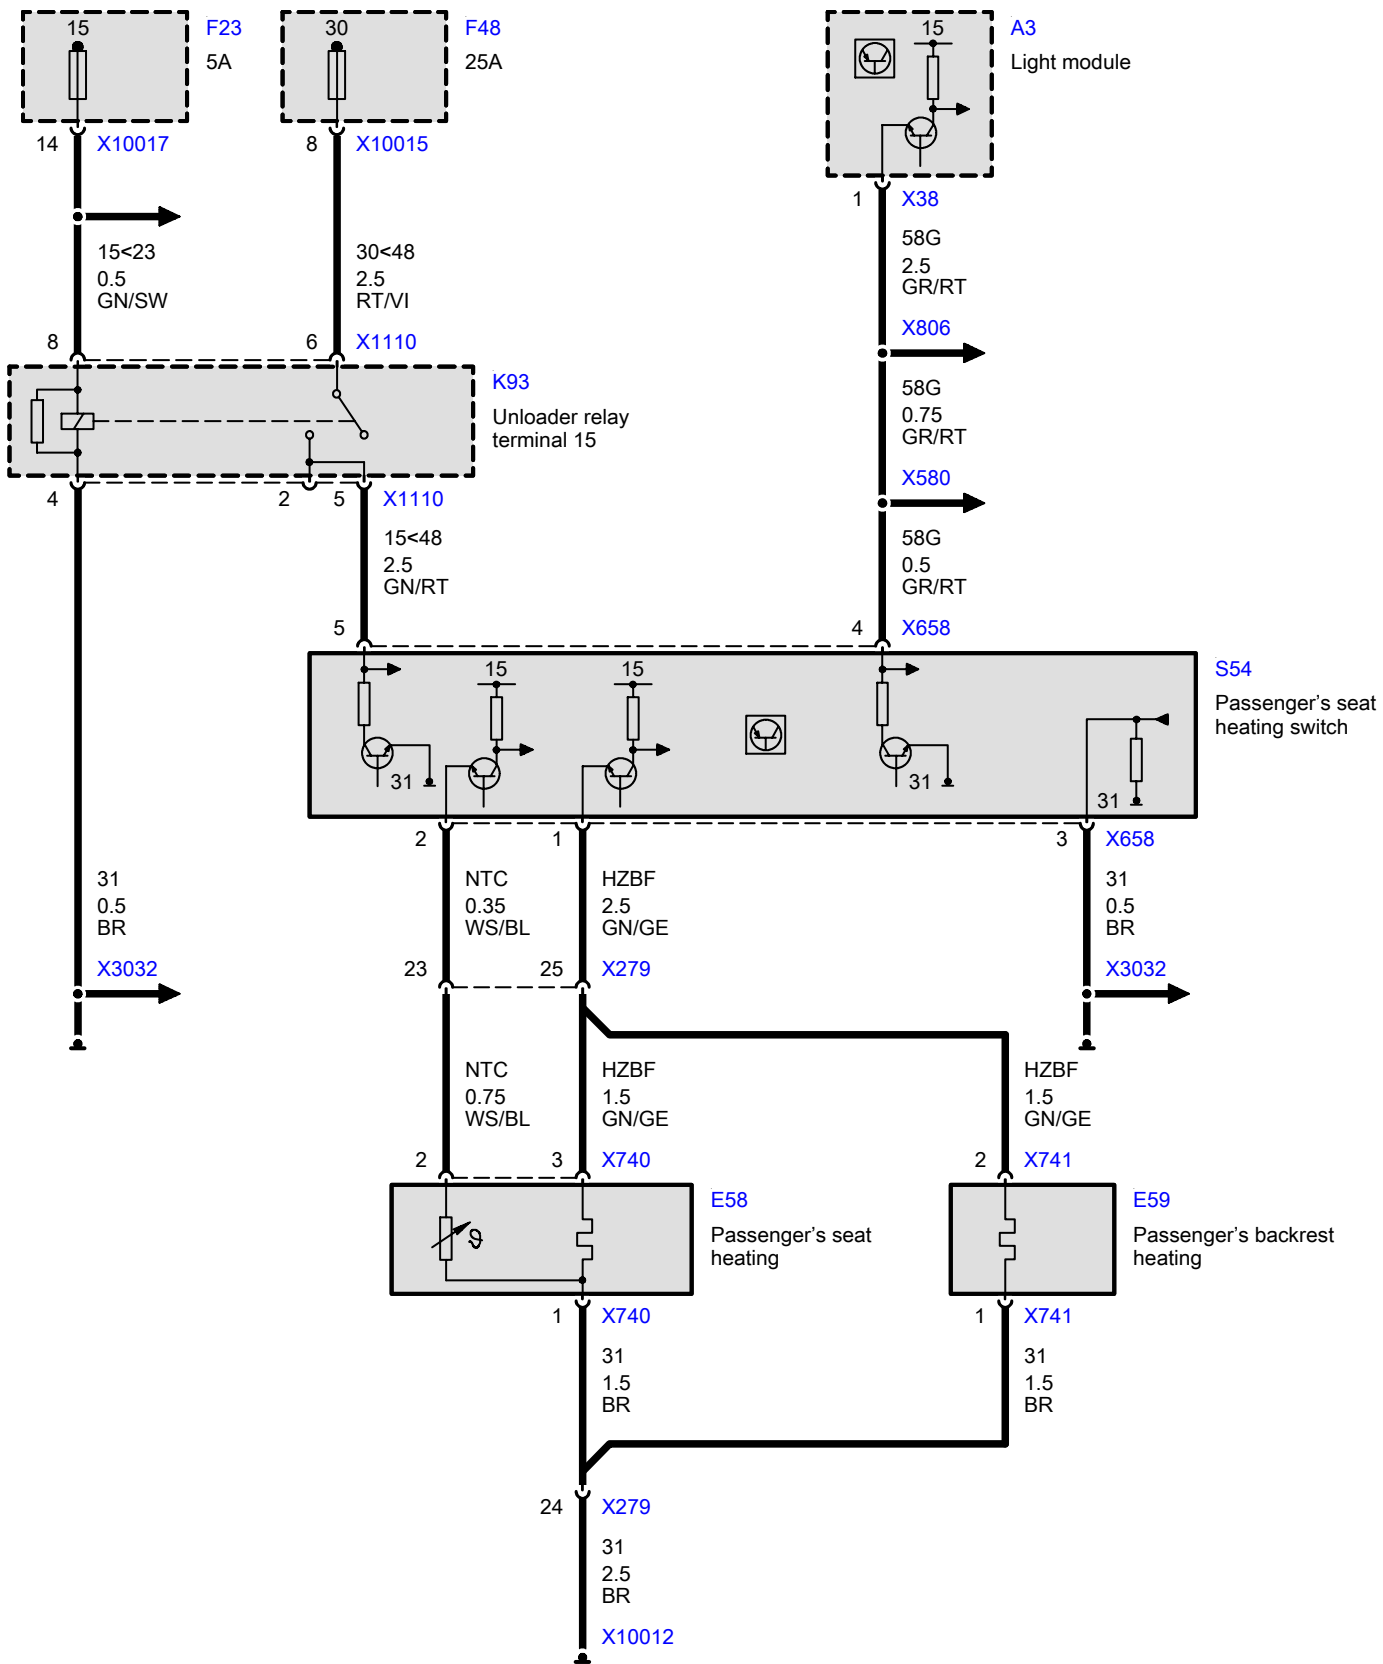 15
F23
5A
30
F48
25A
15
A3
Light module
14
X10017
8
X10015
1
X38
15<23
0.5
GN/SW
30<48
2.5
RT/VI
58G
2.5
GR/RT
X806
8
6
X1110
K93
Unloader relay
terminal 15
58G
0.75
GR/RT
X580
4
2
5
X1110
15<48
2.5
GN/RT
58G
0.5
GR/RT
5
4
X658
15
15
31
31
31
S54
Passenger's seat
heating switch
2
1
3
X658
31
0.5
BR
NTC
0.35
WS/BL
HZBF
2.5
GN/GE
31
0.5
BR
X3032
23
25
X279
X3032
NTC
0.75
WS/BL
HZBF
1.5
GN/GE
HZBF
1.5
GN/GE
2
3
X740
2
X741
ϑ
E58
Passenger's seat
heating
E59
Passenger's backrest
heating
1
X740
1
X741
31
1.5
BR
31
1.5
BR
24
X279
31
2.5
BR
X10012